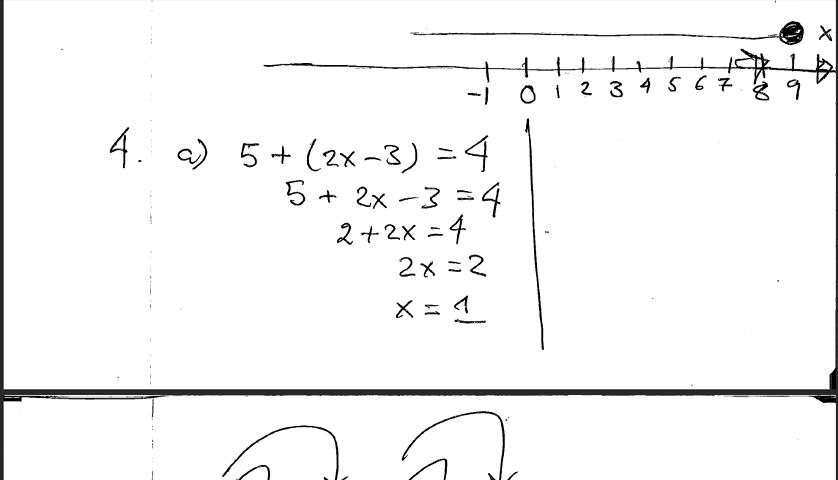 x
-1 0 1 2 3 4 5 6 7 8 9
4. a) 5 + (2x - 3) = 4
5 + 2x - 3 = 4
2 + 2x = 4
2x = 2
x = 1